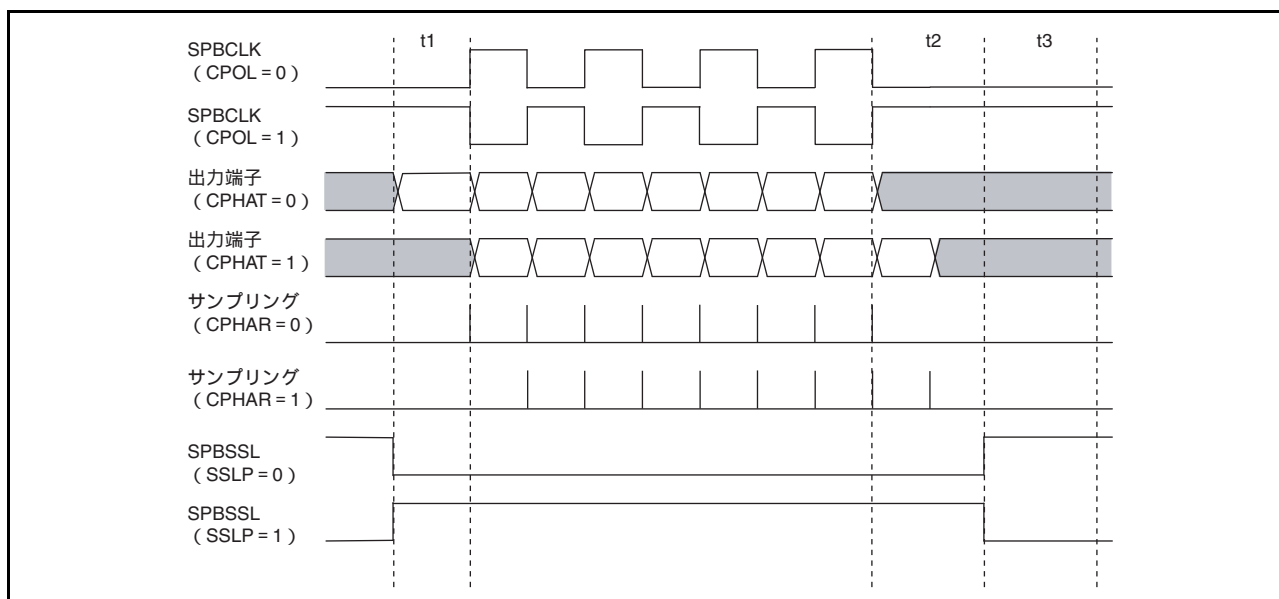 t1
t2
t3
SPBCLK
（CPOL = 0）
SPBCLK
（CPOL = 1）
出力端子
（CPHAT = 0）
出力端子
（CPHAT = 1）
サンプリング
（CPHAR = 0）
サンプリング
（CPHAR = 1）
SPBSSL
（SSLP = 0）
SPBSSL
（SSLP = 1）